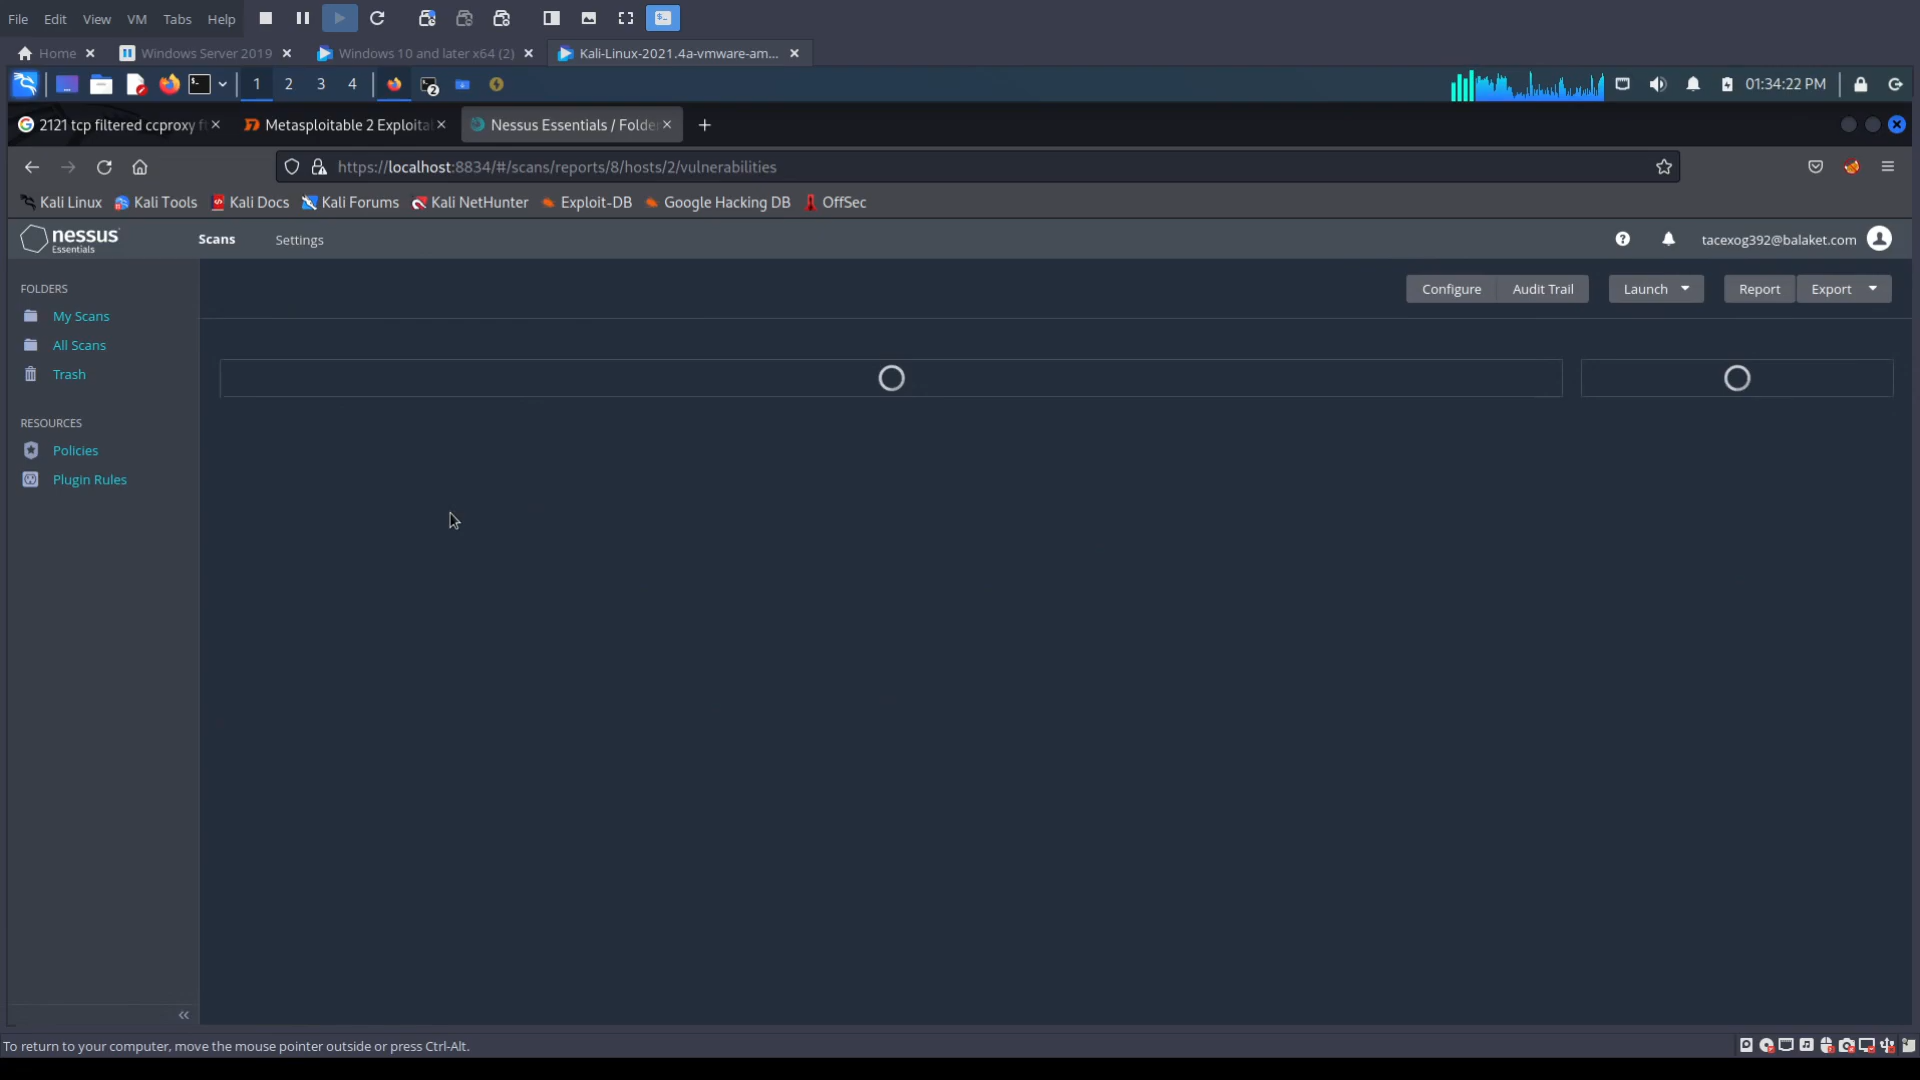 File Edit View VM Tabs Help
Home Windows Server 2019 Windows 10 and later x64 (2) Kali-Linux-2021.4a-vmware-am...
1 2 3 4 2 01:34:22 PM
2121 tcp filtered ccproxy f Metasploitable 2 Exploita Nessus Essentials / Folde
https://localhost:8834/#/scans/reports/8/hosts/2/vulnerabilities
Kali Linux Kali Tools Kali Docs Kali Forums Kali NetHunter Exploit-DB Google Hacking DB OffSec
nessus Essentials Scans Settings tacexog392@balaket.com
FOLDERS
Configure Audit Trail Launch Report Export
My Scans
All Scans
Trash
RESOURCES
Policies
Plugin Rules
To return to your computer, move the mouse pointer outside or press Ctrl-Alt.